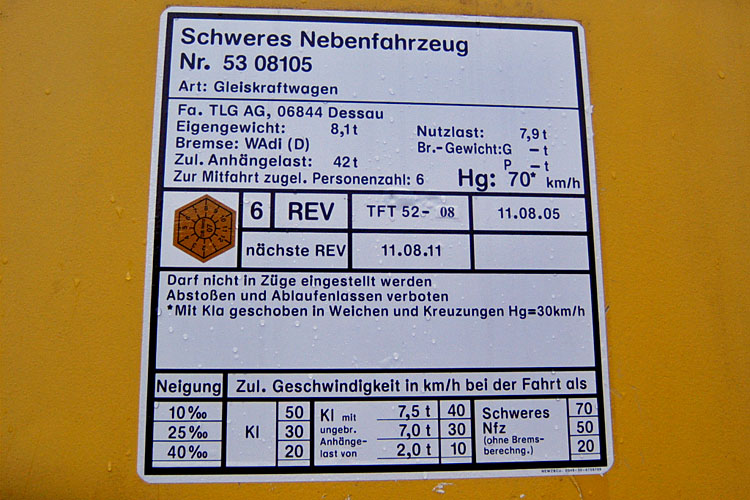 Schweres Nebenfahrzeug
Nr. 53 08105
Art: Gleiskraftwagen
Fa. TLG AG, 06844 Dessau
Eigengewicht: 8,1t Nutzlast: 7,9t
Bremse: WAdi (D) Br.-Gewicht: G -t
Zul. Anhängelast: 42t P -t
Zur Mitfahrt zugel. Personenzahl: 6 Hg: 70* km/h
6 REV TFT 52-08 11.08.05
nächste REV 11.08.11
Darf nicht in Züge eingestellt werden
Abstoßen und Ablaufenlassen verboten
*Mit Kla geschoben in Weichen und Kreuzungen Hg=30km/h
Neigung Zul. Geschwindigkeit in km/h bei der Fahrt als
10‰ Kl 50 Kl mit 7,5 t 40 Schweres 70
25‰ 30 ungebr. 7,0 t 30 Nfz 50
40‰ 20 Anhänge- 2,0 t 10 (ohne Brems- 20
last von berechng.)